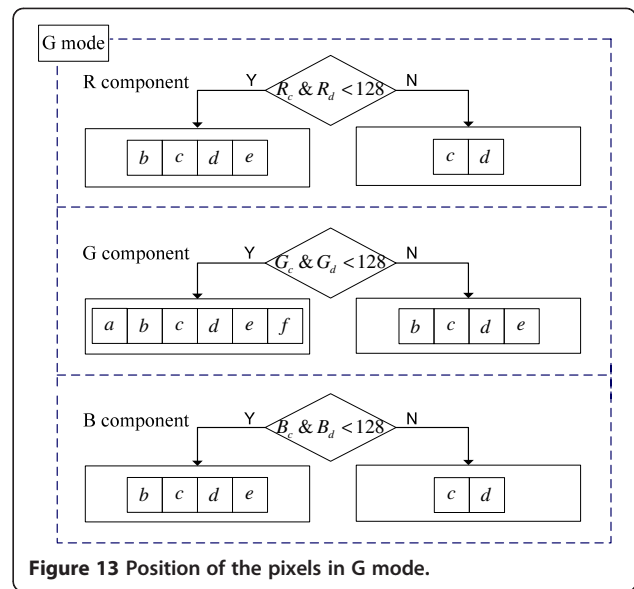 G mode
R component
Y
R_c & R_d < 128
N
b c d e
c d
G component
Y
G_c & G_d < 128
N
a b c d e f
b c d e
B component
Y
B_c & B_d < 128
N
b c d e
c d
Figure 13 Position of the pixels in G mode.